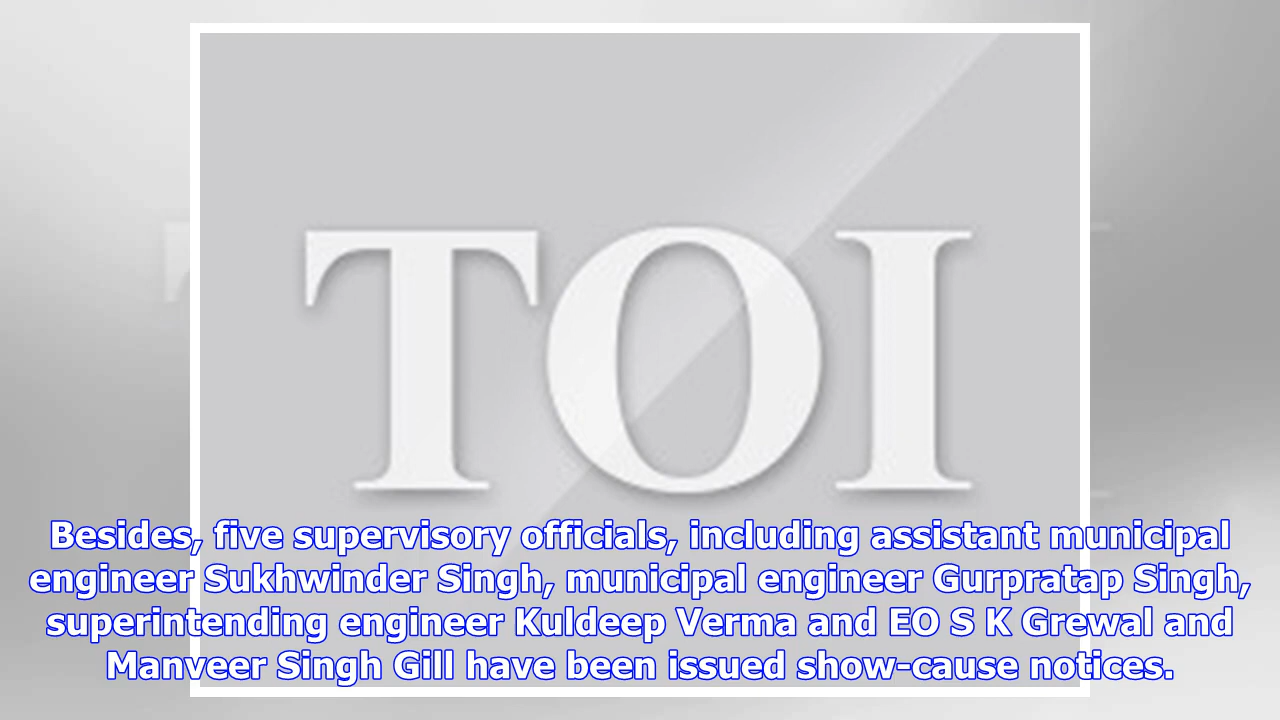 TOI
Besides, five supervisory officials, including assistant municipal
engineer Sukhwinder Singh, municipal engineer Gurpratap Singh,
superintending engineer Kuldeep Verma and EO S K Grewal and
Manveer Singh Gill have been issued show-cause notices.